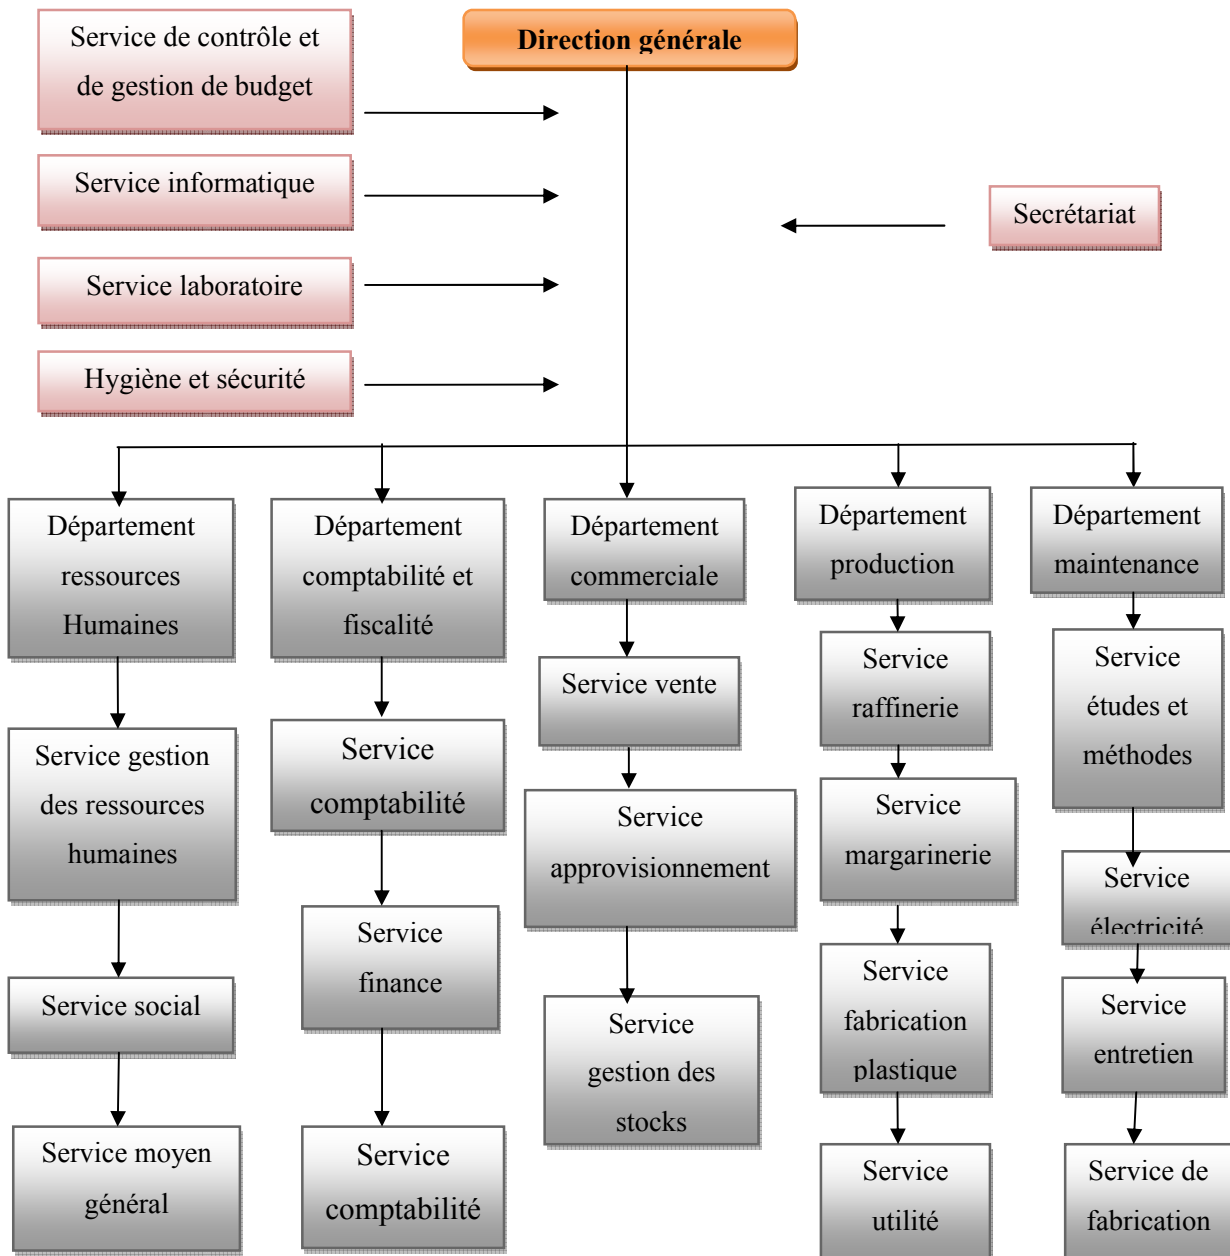 Direction générale
Service de contrôle et
de gestion de budget
Service informatique
Secrétariat
Service laboratoire
Hygiène et sécurité
Département
ressources
Humaines
Service gestion
des ressources
humaines
Service social
Service moyen
général
Département
comptabilité et
fiscalité
Service
comptabilité
Service
finance
Service
comptabilité
Département
commerciale
Service vente
Service
approvisionnement
Service
gestion des
stocks
Département
production
Service
raffinerie
Service
margarinerie
Service
fabrication
plastique
Service
utilité
Département
maintenance
Service
études et
méthodes
Service
électricité
Service
entretien
Service de
fabrication